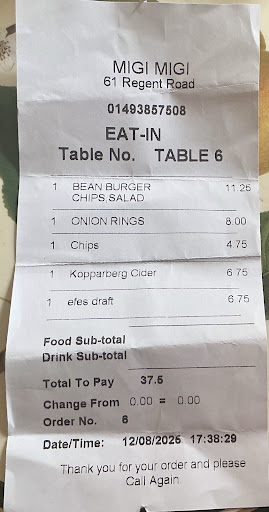 MIGI MIGI
61 Regent Road
01493857508
EAT-IN
Table No. TABLE 6
1 BEAN BURGER 11.25
CHIPS,SALAD
1 ONION RINGS 8.00
1 Chips 4.75
1 Kopparberg Cider 6.75
1 efes draft 6.75
Food Sub-total
Drink Sub-total
Total To Pay 37.5
Change From 0.00 = 0.00
Order No. 6
Date/Time: 12/08/2025 17:38:29
Thank you for your order and please
Call Again.